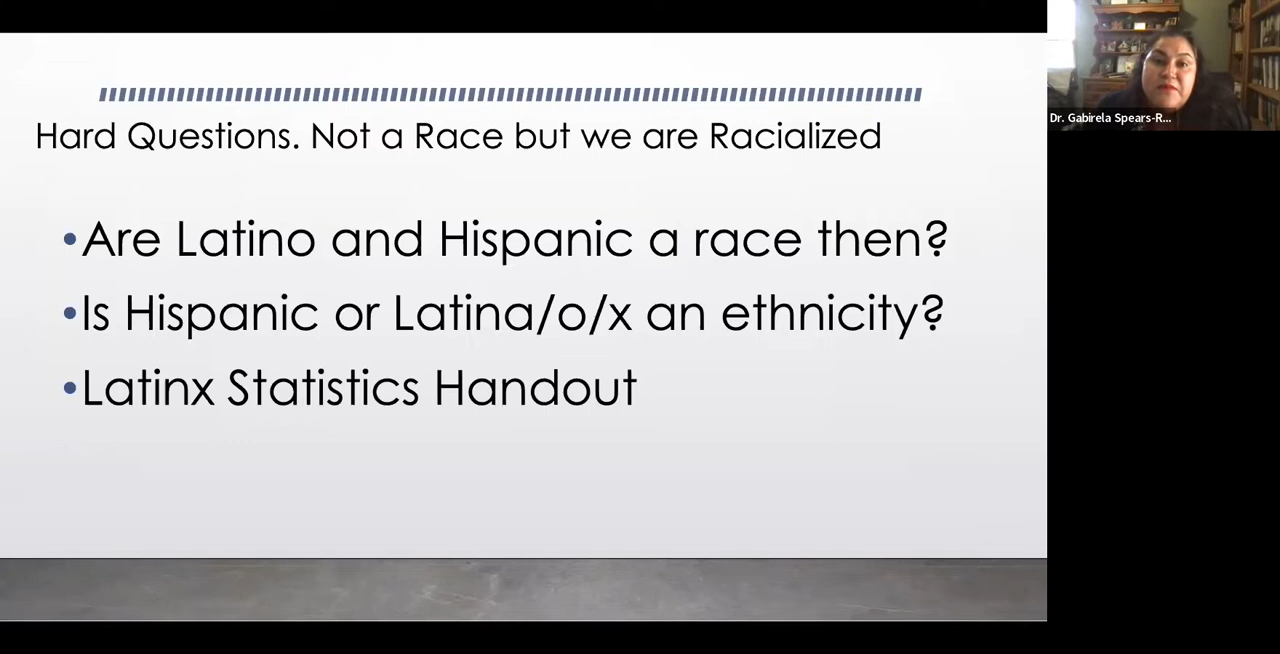 Hard Questions. Not a Race but we are Racialized
•Are Latino and Hispanic a race then?
•Is Hispanic or Latina/o/x an ethnicity?
•Latinx Statistics Handout
Dr. Gabirela Spears-R...